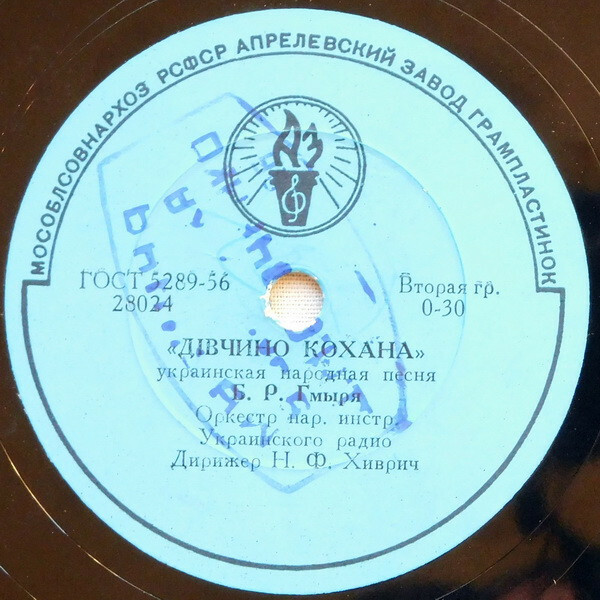 МОСОБЛСОВНАРХОЗ РСФСР АПРЕЛЕВСКИЙ ЗАВОД ГРАМПЛАСТИНОК
АЗ
ГОСТ 5289-56
28024
Вторая гр.
0-30
«ДІВЧИНО КОХАНА»
украинская народная песня
Б. Р. Гмыря
Оркестр нар. инстр.
Украинского радио
Дирижер Н. Ф. Хиврич